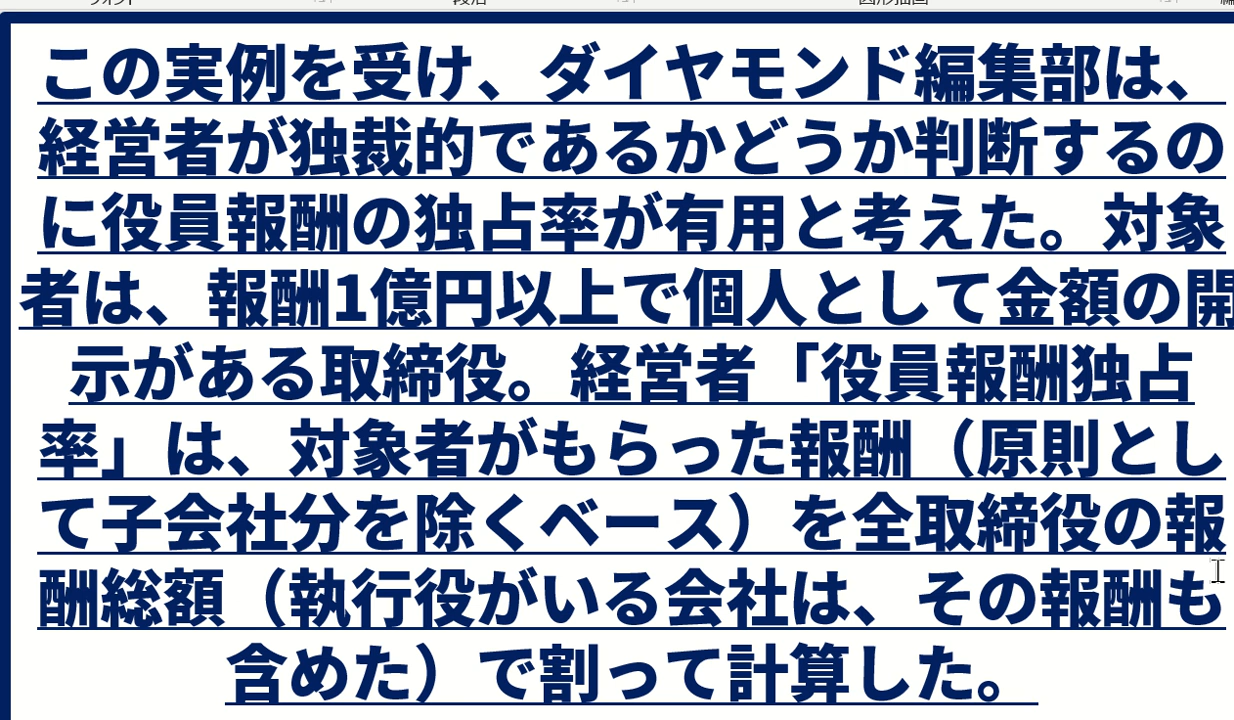 この実例を受け、ダイヤモンド編集部は、
経営者が独裁的であるかどうか判断するの
に役員報酬の独占率が有用と考えた。対象
者は、報酬1億円以上で個人として金額の開
示がある取締役。経営者「役員報酬独占
率」は、対象者がもらった報酬（原則とし
て子会社分を除くベース）を全取締役の報
酬総額（執行役がいる会社は、その報酬も
含めた）で割って計算した。